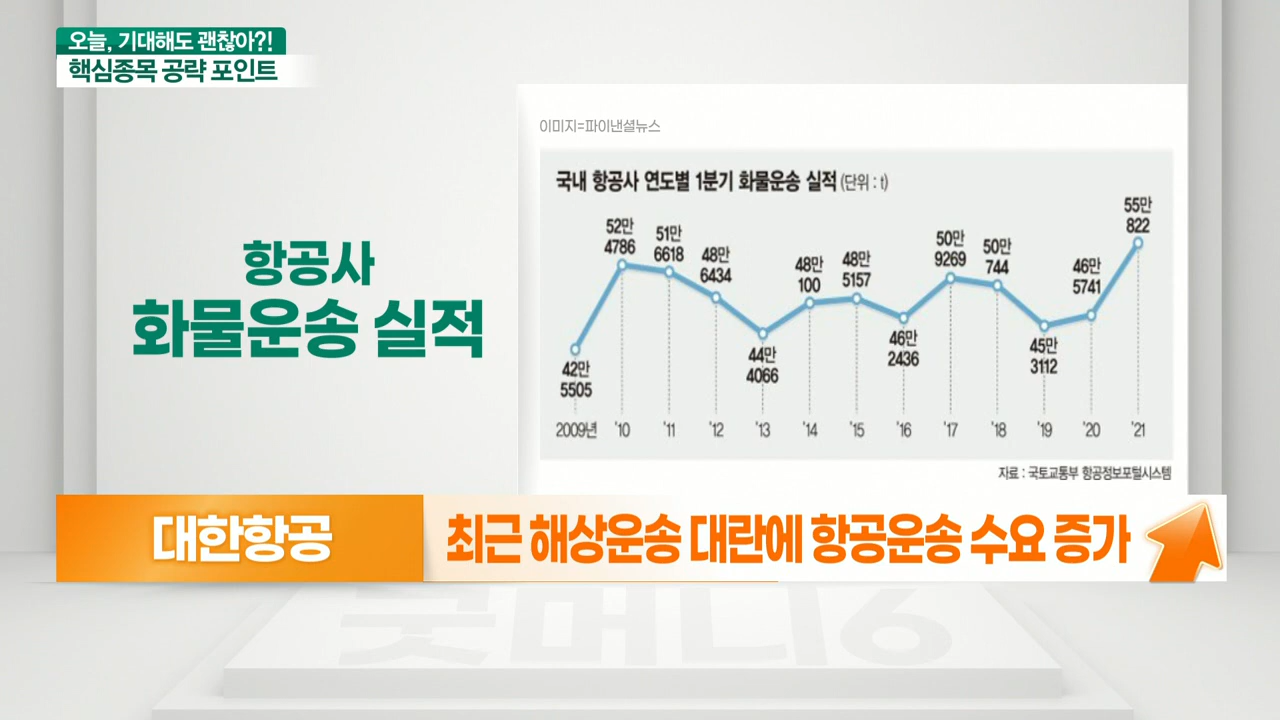 오늘, 기대해도 괜찮아?!
핵심종목 공략 포인트
이미지=파이낸셜뉴스
항공사
화물운송 실적
국내 항공사 연도별 1분기 화물운송 실적 (단위 : t)
42만
5505
52만
4786
51만
6618
48만
6434
44만
4066
48만
100
48만
5157
46만
2436
50만
9269
50만
744
45만
3112
46만
5741
55만
822
2009년 '10 '11 '12 '13 '14 '15 '16 '17 '18 '19 '20 '21
자료 : 국토교통부 항공정보포털시스템
대한항공
최근 해상운송 대란에 항공운송 수요 증가
굿머니6